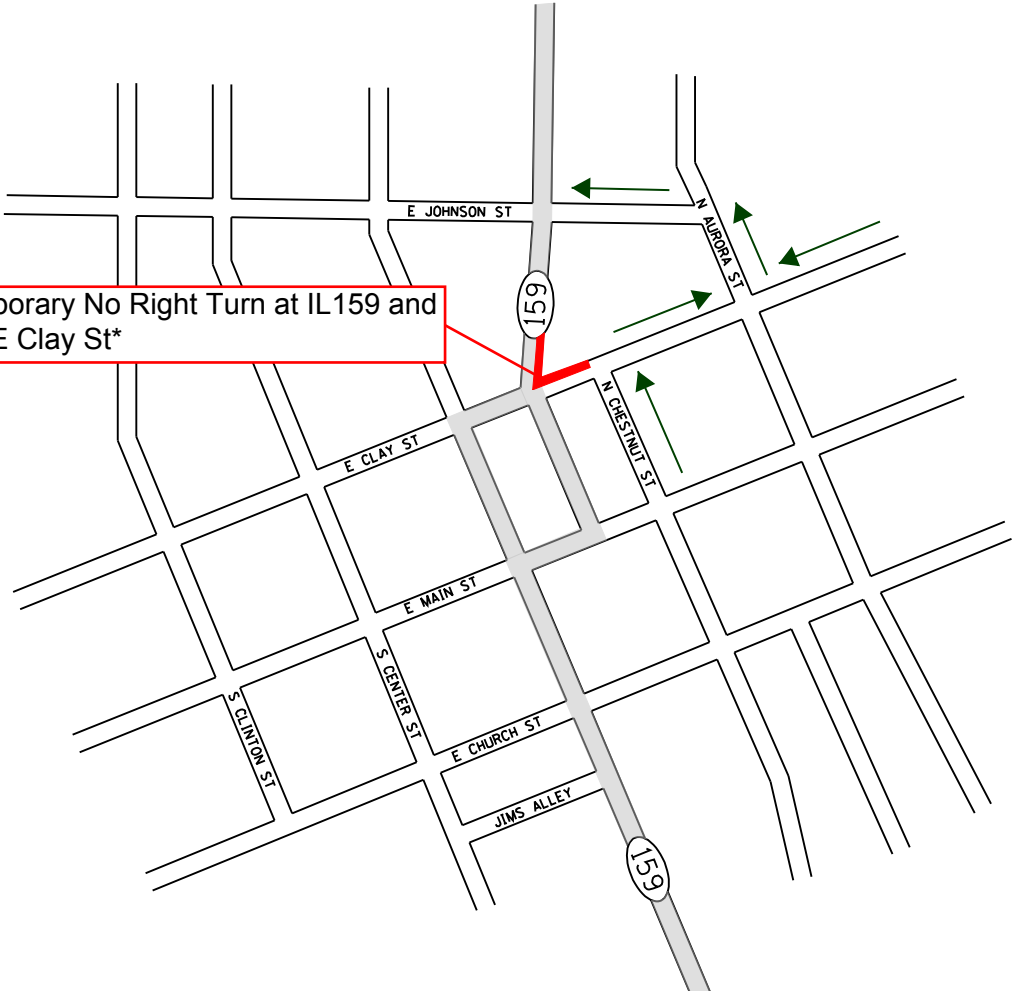 N AURORA ST
E JOHNSON ST
159
porary No Right Turn at IL159 and
E Clay St*
N CHESTNUT ST
E CLAY ST
E MAIN ST
S CENTER ST
S CLINTON ST
E CHURCH ST
JIMS ALLEY
159